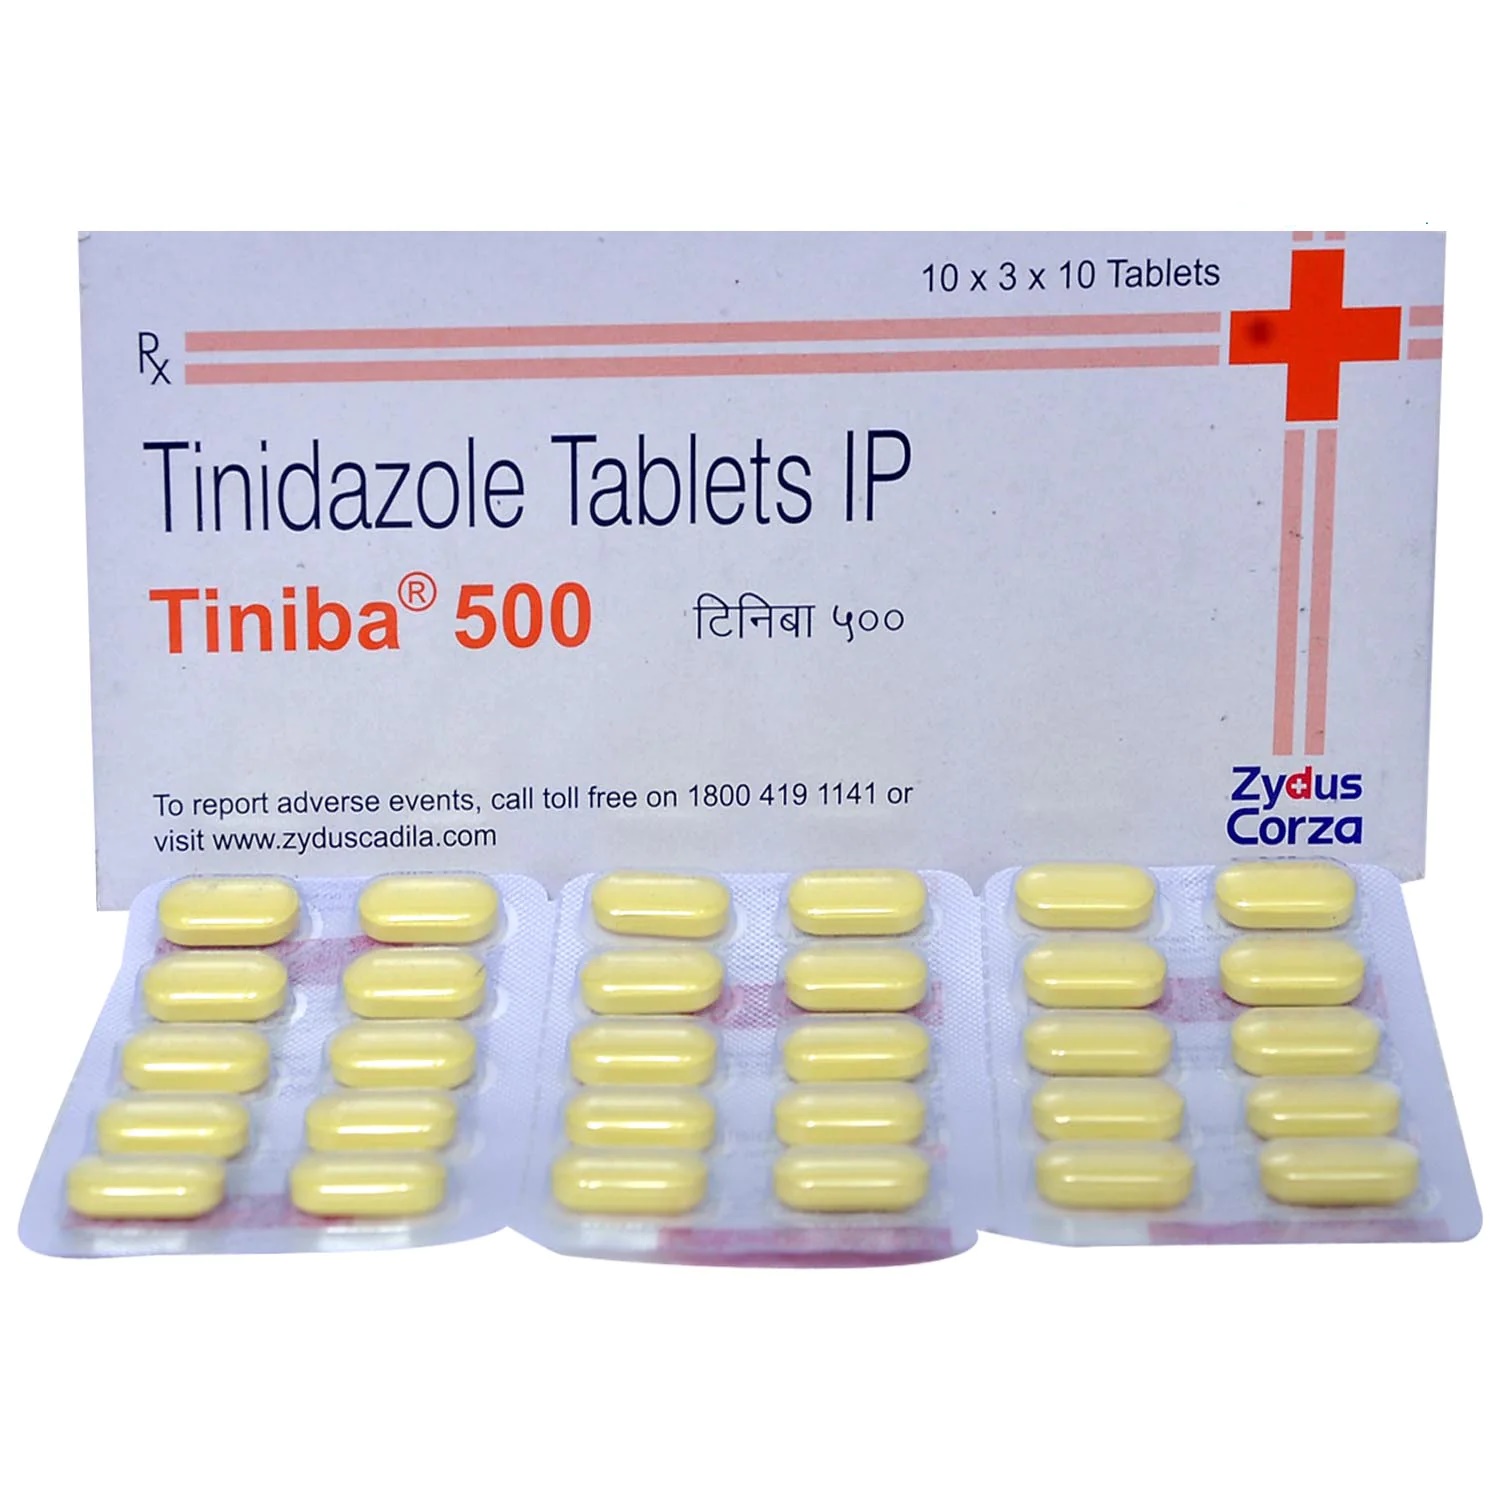 10 x 3 x 10 Tablets
Rx
Tinidazole Tablets IP
Tiniba® 500 टिनिबा ५००
To report adverse events, call toll free on 1800 419 1141 or
visit www.zyduscadila.com
Zydus
Corza